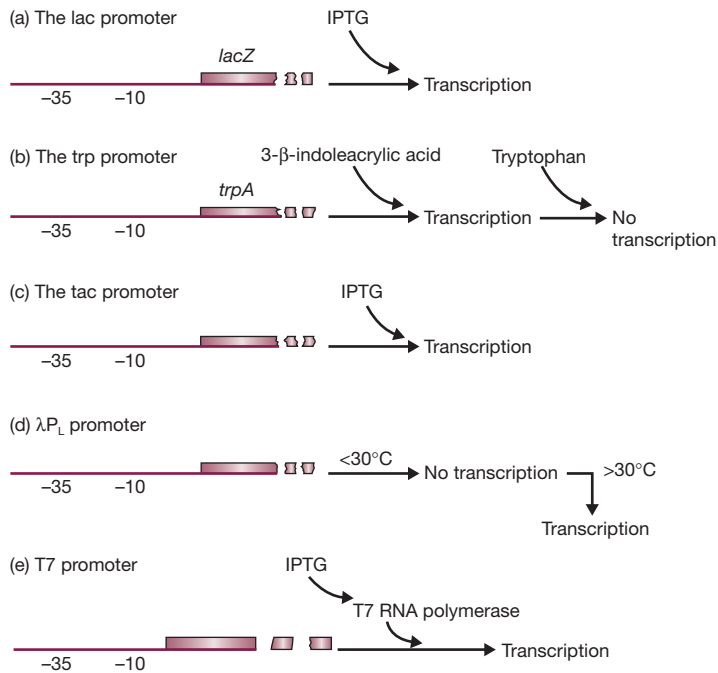 (a) The lac promoter
IPTG
lacZ
Transcription
–35 –10
(b) The trp promoter
3-β-indoleacrylic acid
Tryptophan
trpA
Transcription
No
transcription
–35 –10
(c) The tac promoter
IPTG
Transcription
–35 –10
(d) λP_L promoter
<30°C
No transcription
>30°C
–35 –10
Transcription
(e) T7 promoter
IPTG
T7 RNA polymerase
Transcription
–35 –10